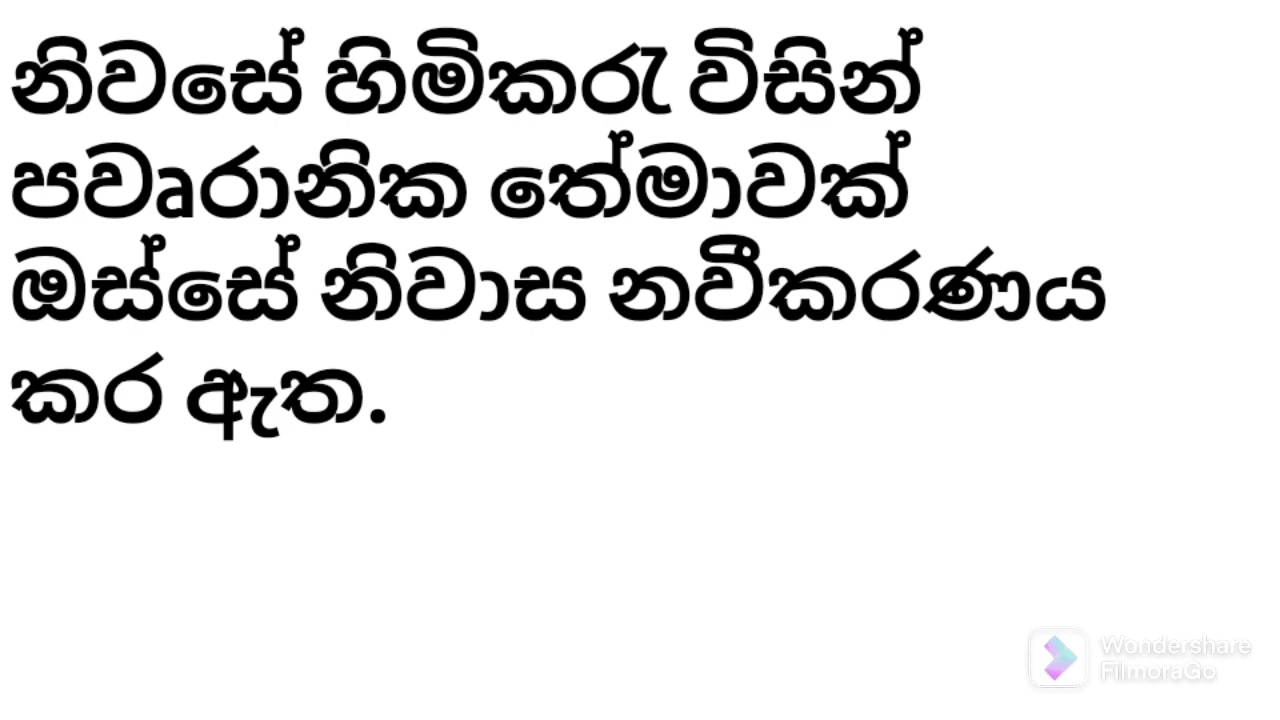 නිවසේ හිමිකරැ විසින්
පවෘරානික තේමාවක්
ඔස්සේ නිවාස නවීකරණය
කර ඇත.
Wondershare
FilmoraGo